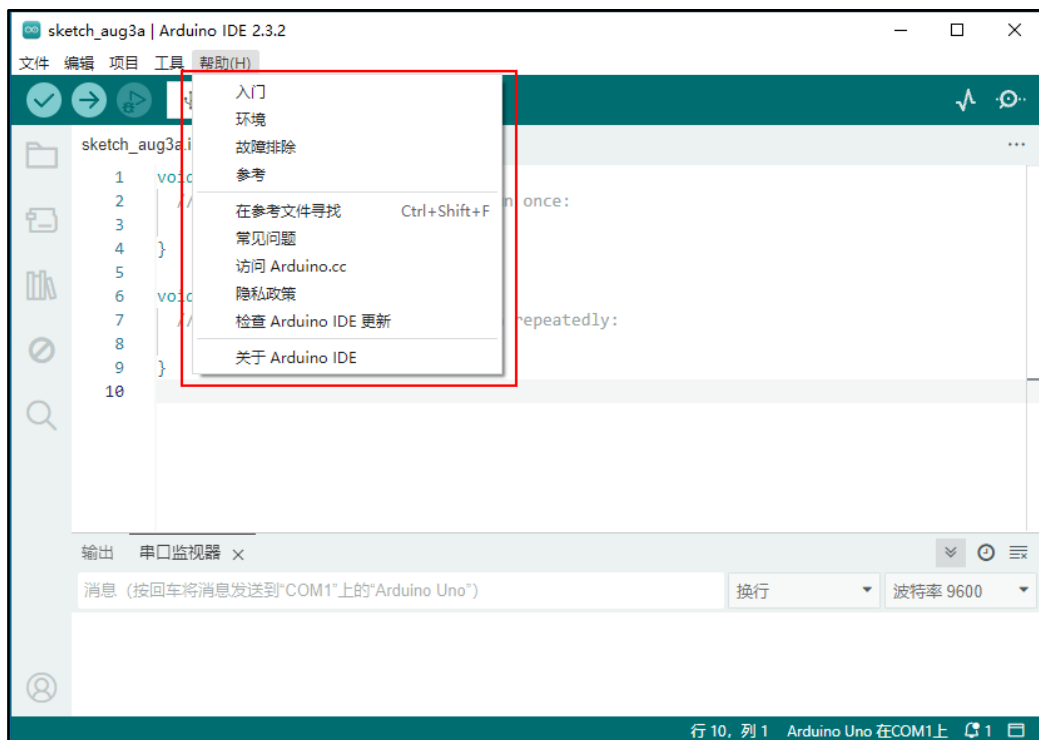 sketch_aug3a | Arduino IDE 2.3.2
文件 编辑 项目 工具 帮助(H)
入门
环境
故障排除
参考
在参考文件寻找 Ctrl+Shift+F
常见问题
访问 Arduino.cc
隐私政策
检查 Arduino IDE 更新
关于 Arduino IDE
sketch_aug3a.i
1 voi
2 // once:
3
4 }
5
6 voi
7 // repeatedly:
8
9 }
10
输出 串口监视器
消息（按回车将消息发送到“COM1”上的“Arduino Uno”）
换行
波特率 9600
行 10，列 1 Arduino Uno 在COM1上 1